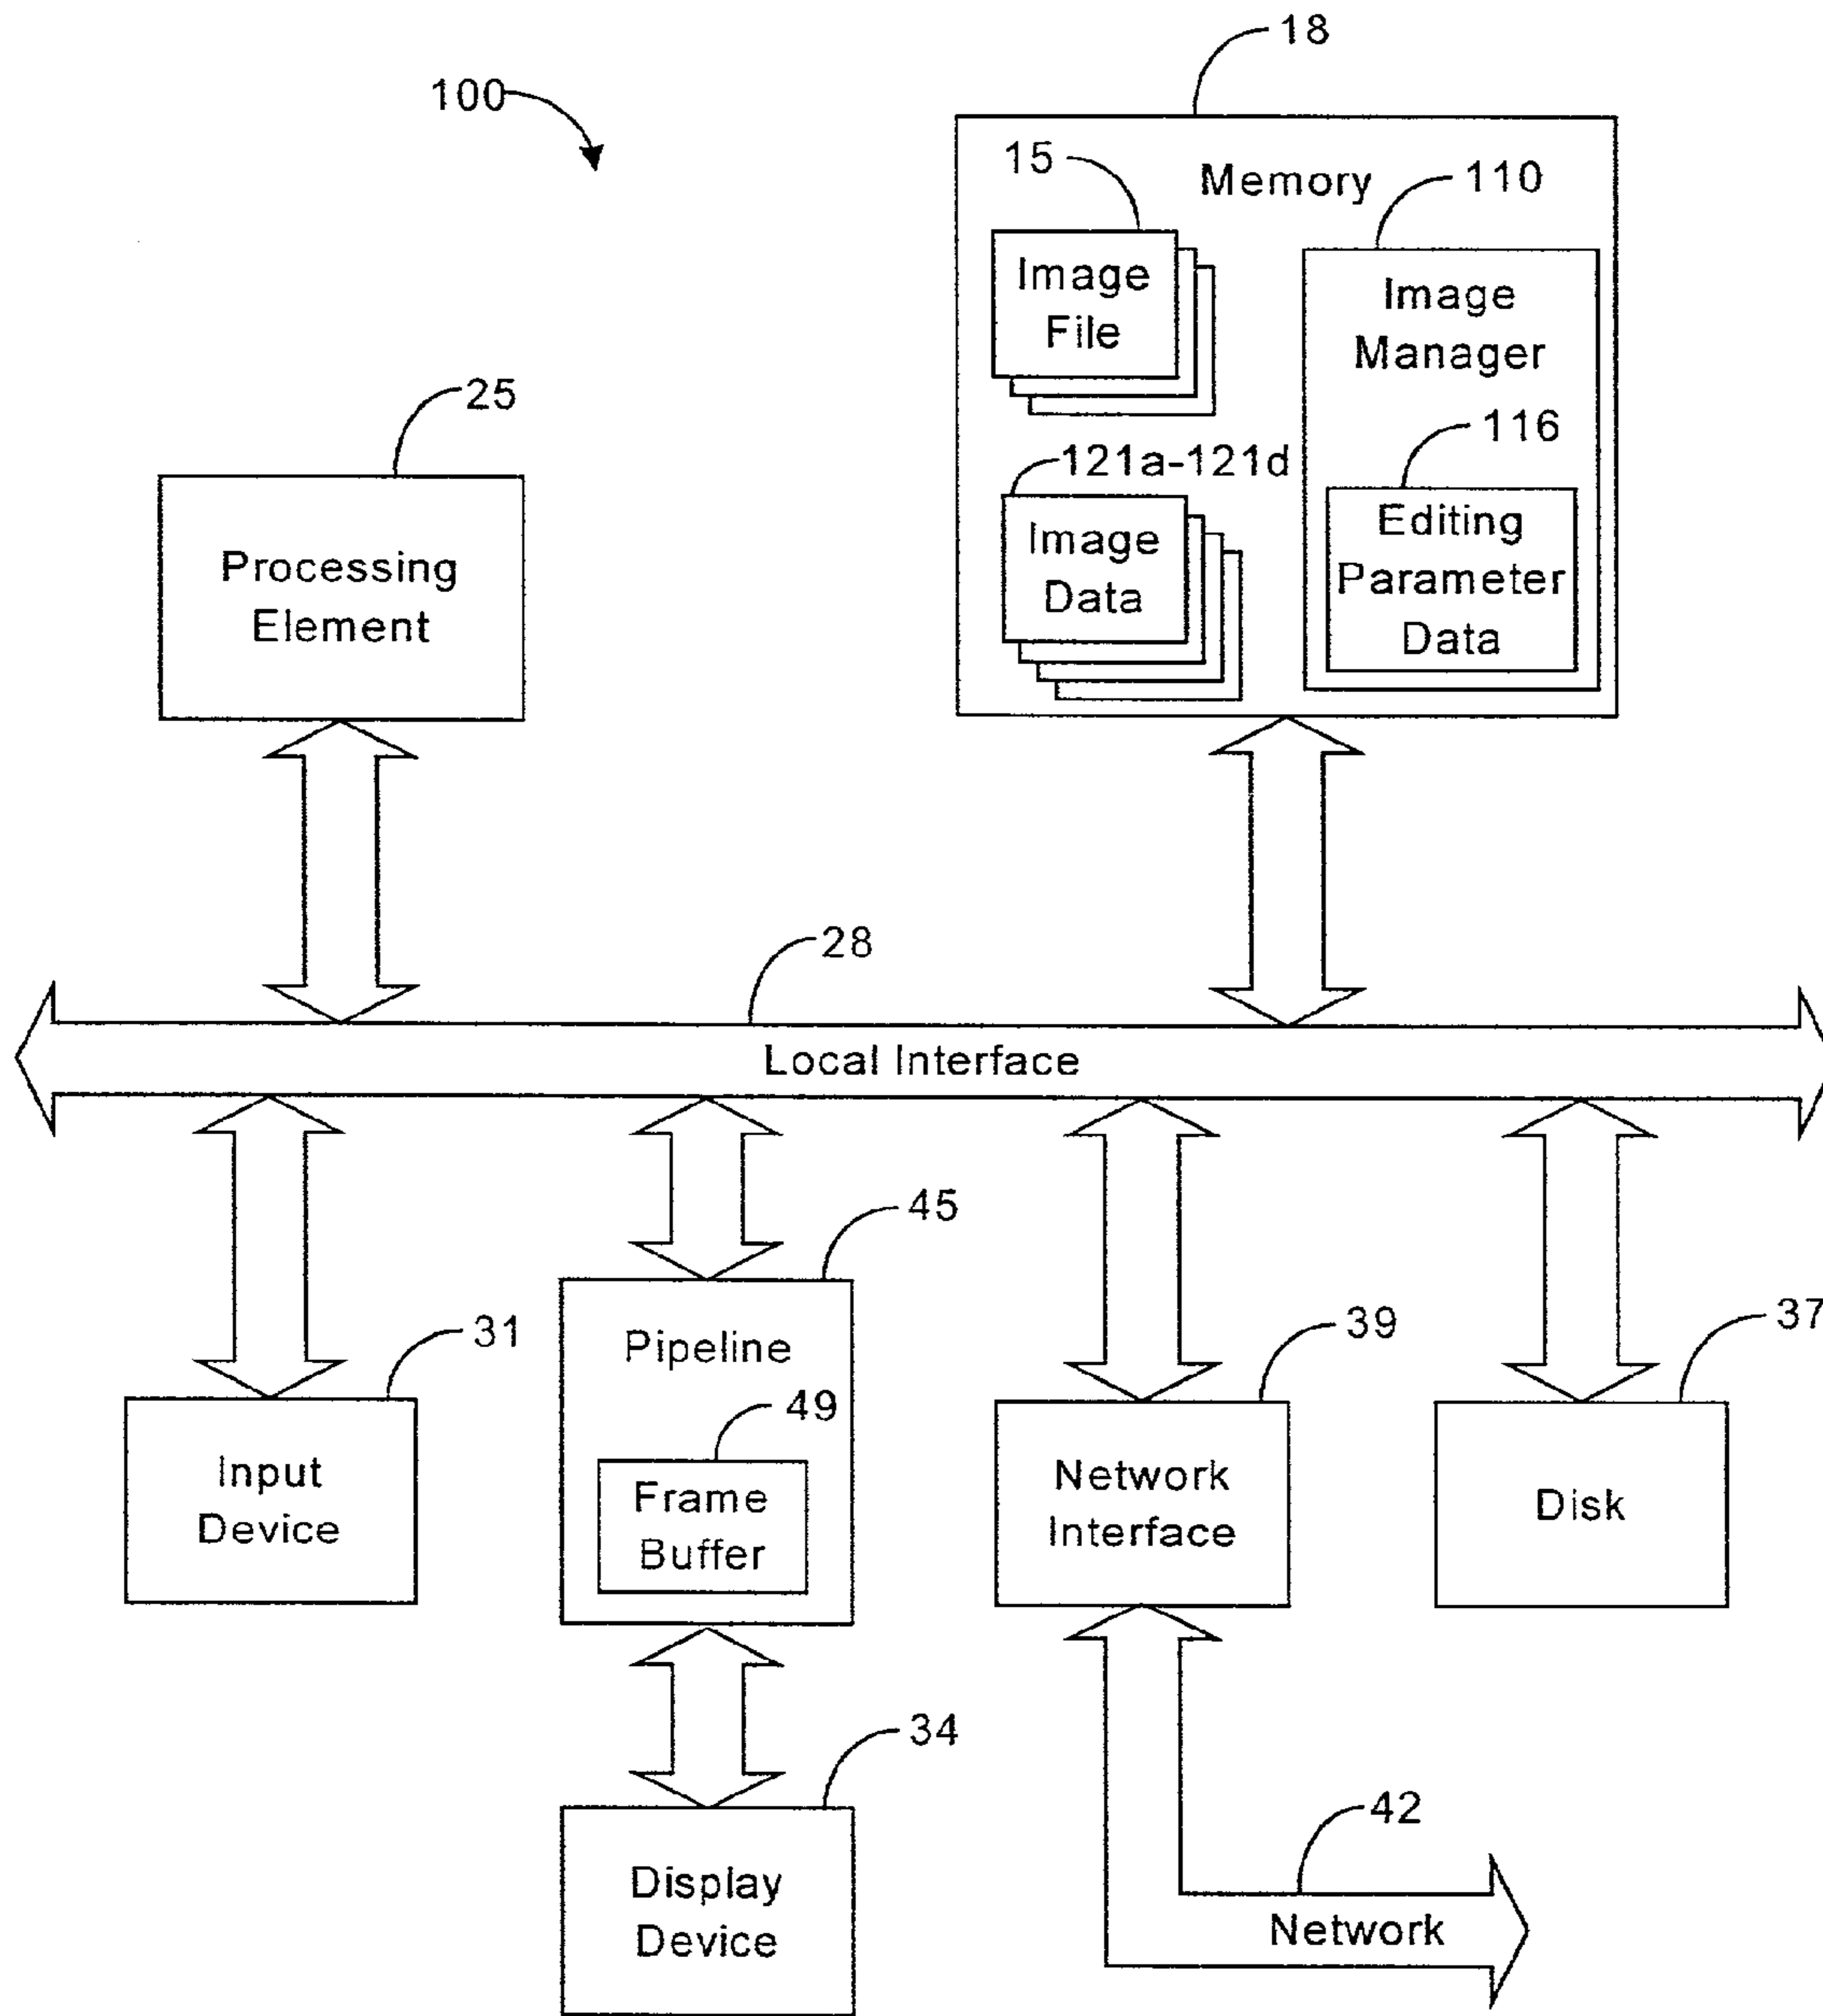 18
100
15
Memory
110
Image
File
Image
Manager
25
116
121a-121d
Processing
Element
Image
Data
Editing
Parameter
Data
28
Local Interface
45
31
Pipeline
39
37
49
Input
Device
Frame
Buffer
Network
Interface
Disk
34
42
Display
Device
Network